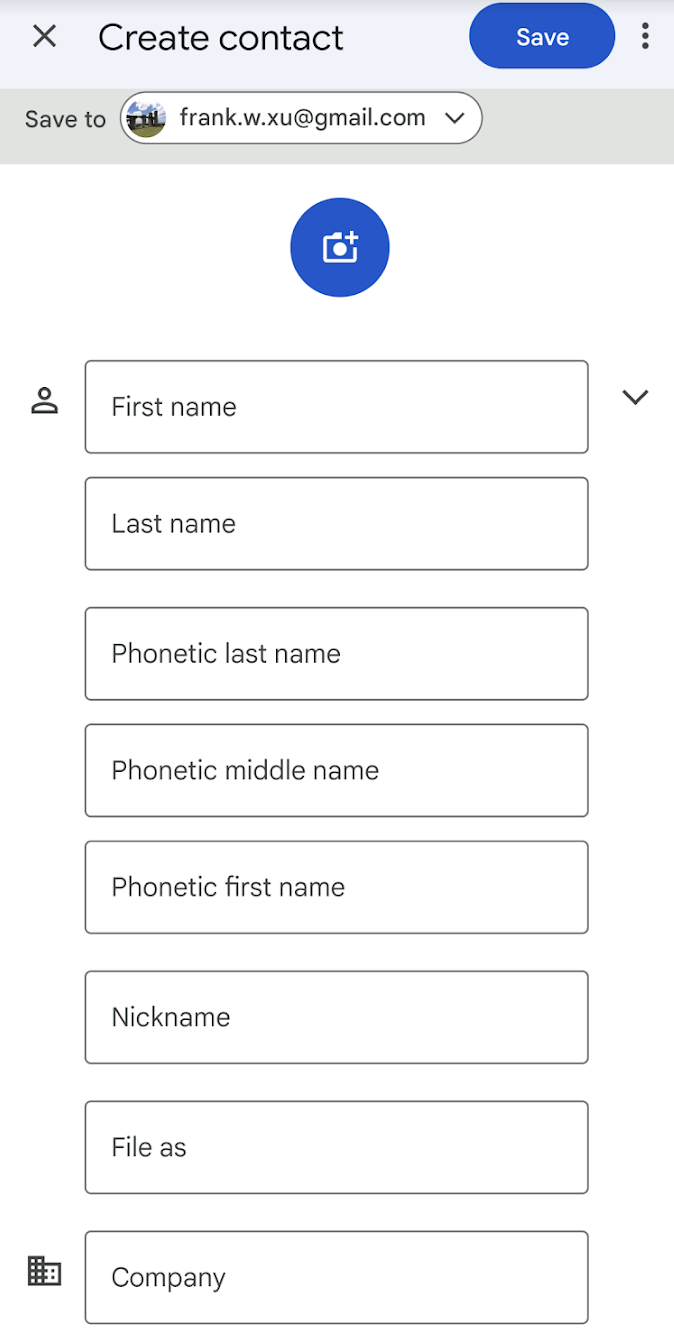 Create contact
Save
Save to
frank.w.xu@gmail.com
First name
Last name
Phonetic last name
Phonetic middle name
Phonetic first name
Nickname
File as
Company